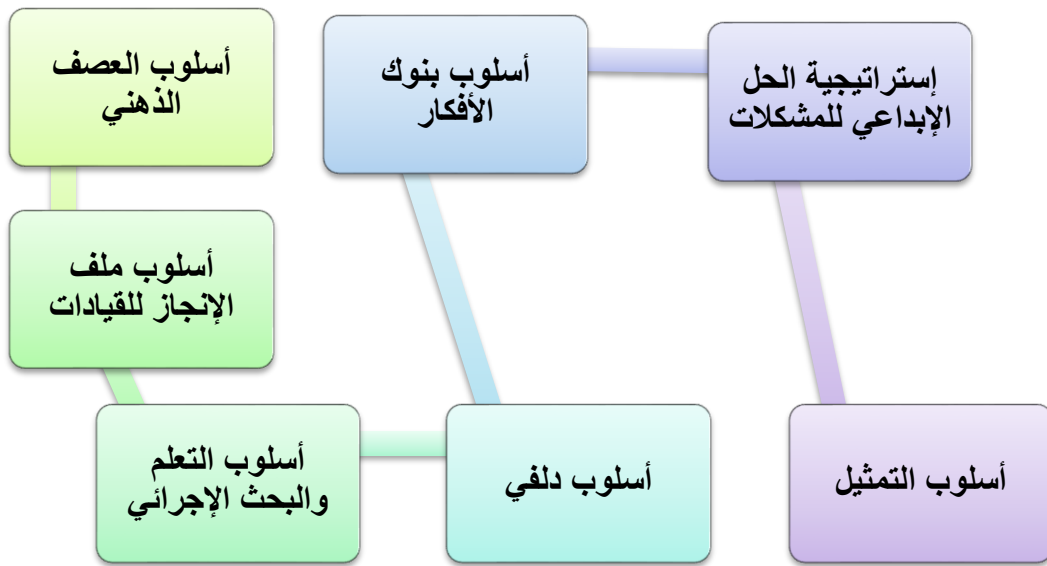 أسلوب العصف
الذهني
أسلوب ملف
الإنجاز للقيادات
أسلوب التعلم
والبحث الإجرائي
أسلوب دلفي
أسلوب بنوك
الأفكار
إستراتيجية الحل
الإبداعي للمشكلات
أسلوب التمثيل